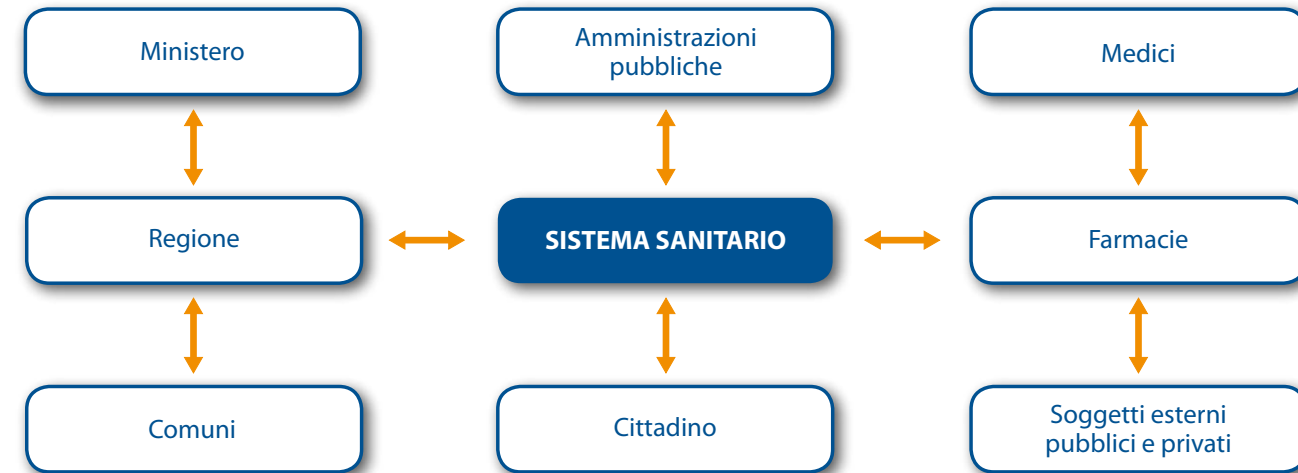 Ministero
Amministrazioni
pubbliche
Medici
Regione
SISTEMA SANITARIO
Farmacie
Comuni
Cittadino
Soggetti esterni
pubblici e privati